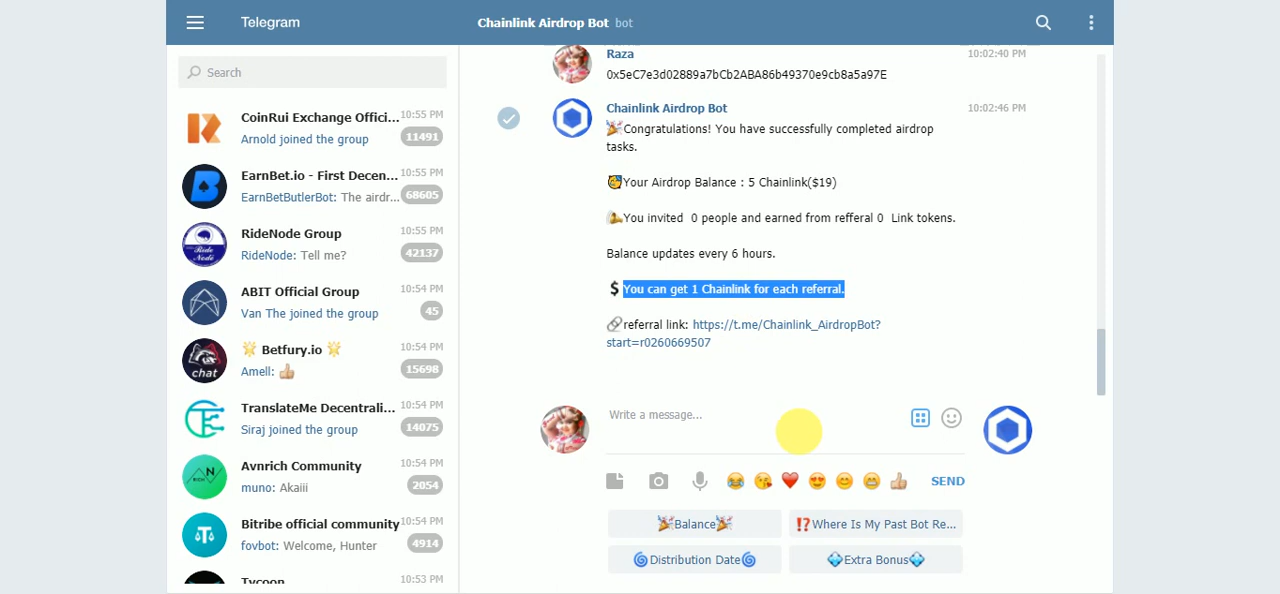 Telegram
Chainlink Airdrop Bot bot
Search
CoinRui Exchange Offici... 10:55 PM
Arnold joined the group 11491
EarnBet.io - First Decen... 10:55 PM
EarnBetButlerBot: The airdr... 68605
RideNode Group 10:55 PM
RideNode: Tell me? 42137
ABIT Official Group 10:54 PM
Van The joined the group 45
🌟 Betfury.io 🌟 10:54 PM
Amell: 👍🏼 15698
TranslateMe Decentrali... 10:54 PM
Siraj joined the group 14075
Avnrich Community 10:54 PM
muno: Akaiii 2054
Bitribe official community 10:54 PM
fovbot: Welcome, Hunter 4914
Tycoon 10:53 PM
Raza 10:02:40 PM
0x5eC7e3d02889a7bCb2ABA86b49370e9cb8a5a97E
Chainlink Airdrop Bot 10:02:46 PM
🎉Congratulations! You have successfully completed airdrop
tasks.
Your Airdrop Balance : 5 Chainlink($19)
You invited  0 people and earned from refferal 0  Link tokens.
Balance updates every 6 hours.
💲You can get 1 Chainlink for each referral.
🔗referral link: https://t.me/Chainlink_AirdropBot?
start=r0260669507
Write a message...
SEND
🎉Balance🎉
⁉️Where Is My Past Bot Re...
🌀Distribution Date🌀
💠Extra Bonus💠